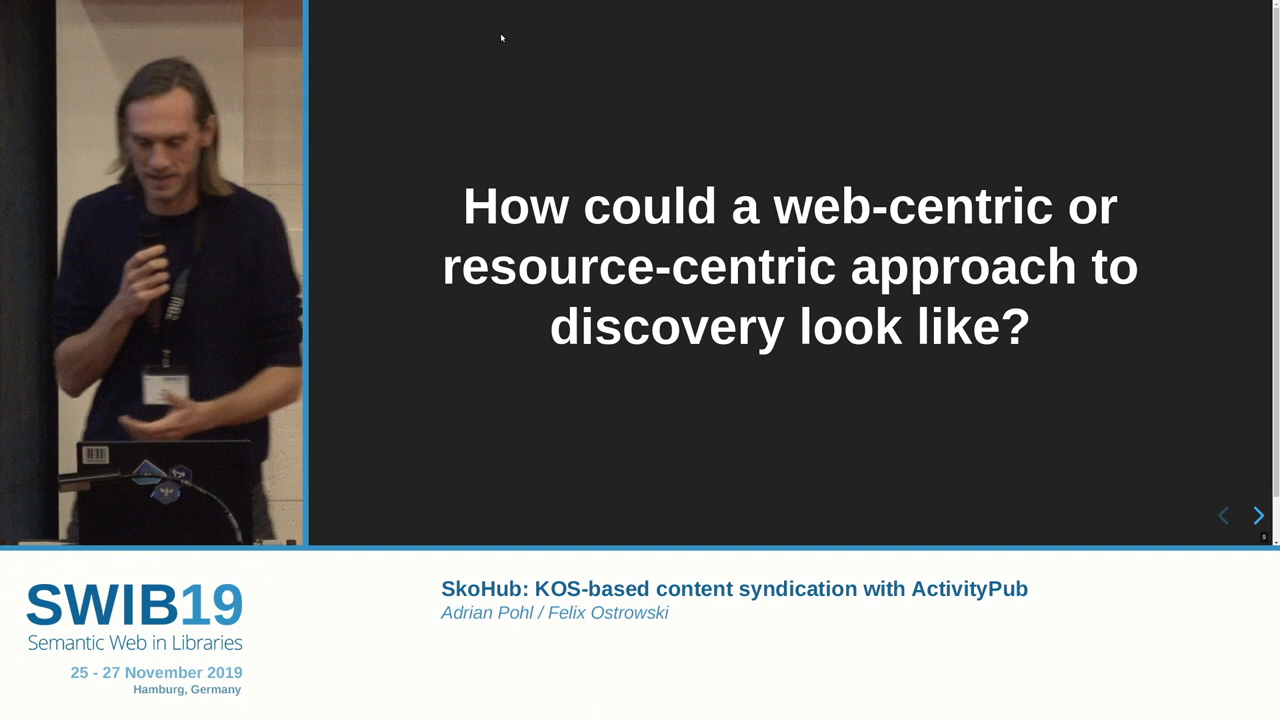 How could a web-centric or
resource-centric approach to
discovery look like?
9
SWIB19
Semantic Web in Libraries
25 - 27 November 2019
Hamburg, Germany
SkoHub: KOS-based content syndication with ActivityPub
Adrian Pohl / Felix Ostrowski